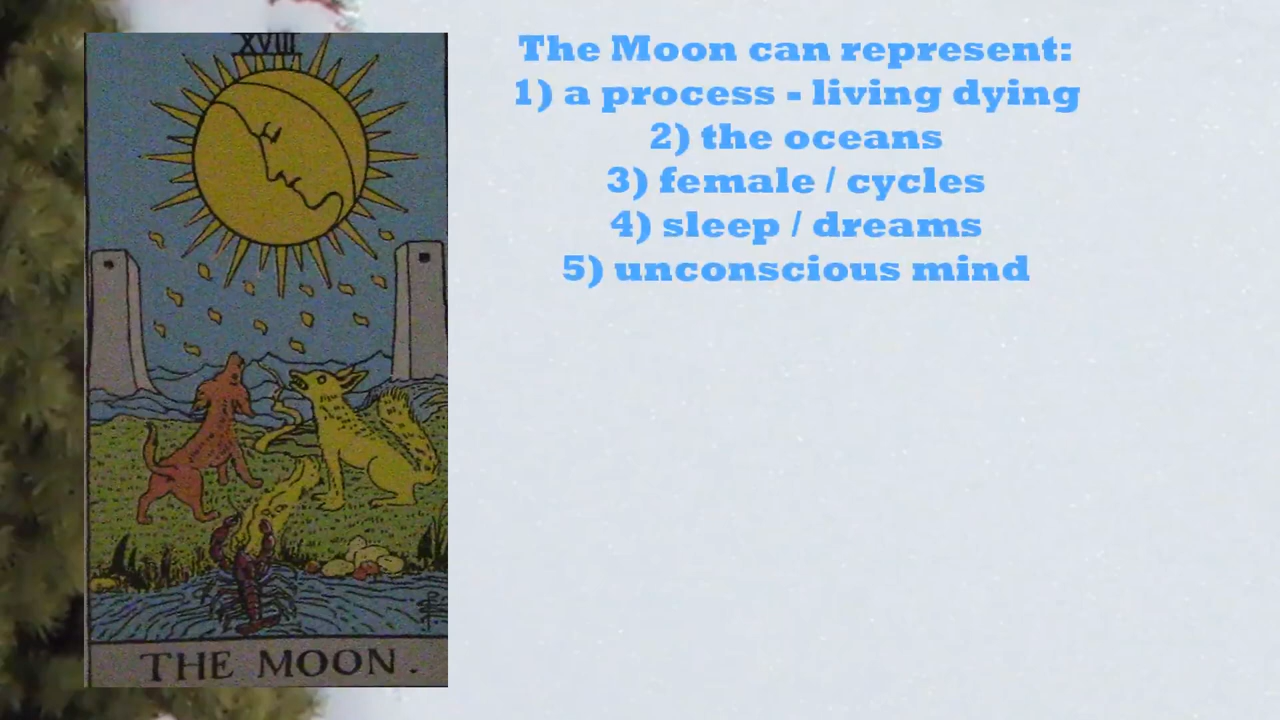 XVIII
The Moon can represent:
1) a process - living dying
2) the oceans
3) female / cycles
4) sleep / dreams
5) unconscious mind
THE MOON.